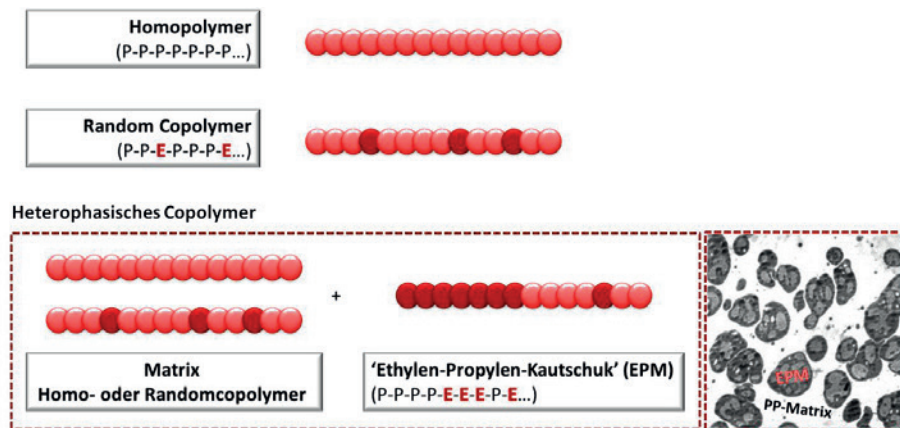 Homopolymer
(P-P-P-P-P-P-P...)
Random Copolymer
(P-P-E-P-P-P-E...)
Heterophasisches Copolymer
+
Matrix
Homo- oder Randomcopolymer
‘Ethylen-Propylen-Kautschuk’ (EPM)
(P-P-P-P-E-E-E-P-E...)
EPM
PP-Matrix